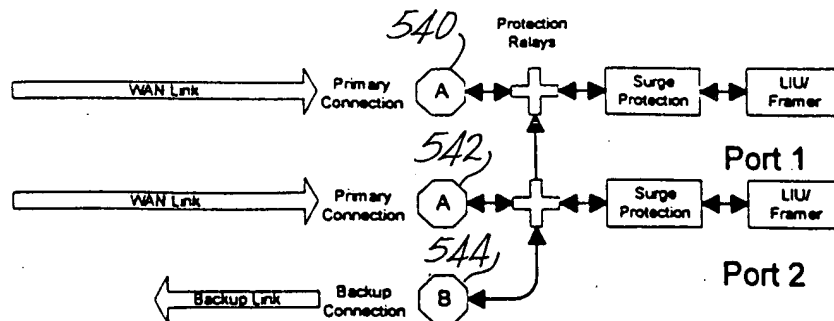 540
Protection
Relays
WAN Link
Primary
Connection
A
Surge
Protection
LIU/
Framer
Port 1
542
WAN Link
Primary
Connection
A
Surge
Protection
LIU/
Framer
Port 2
544
Backup Link
Backup
Connection
B